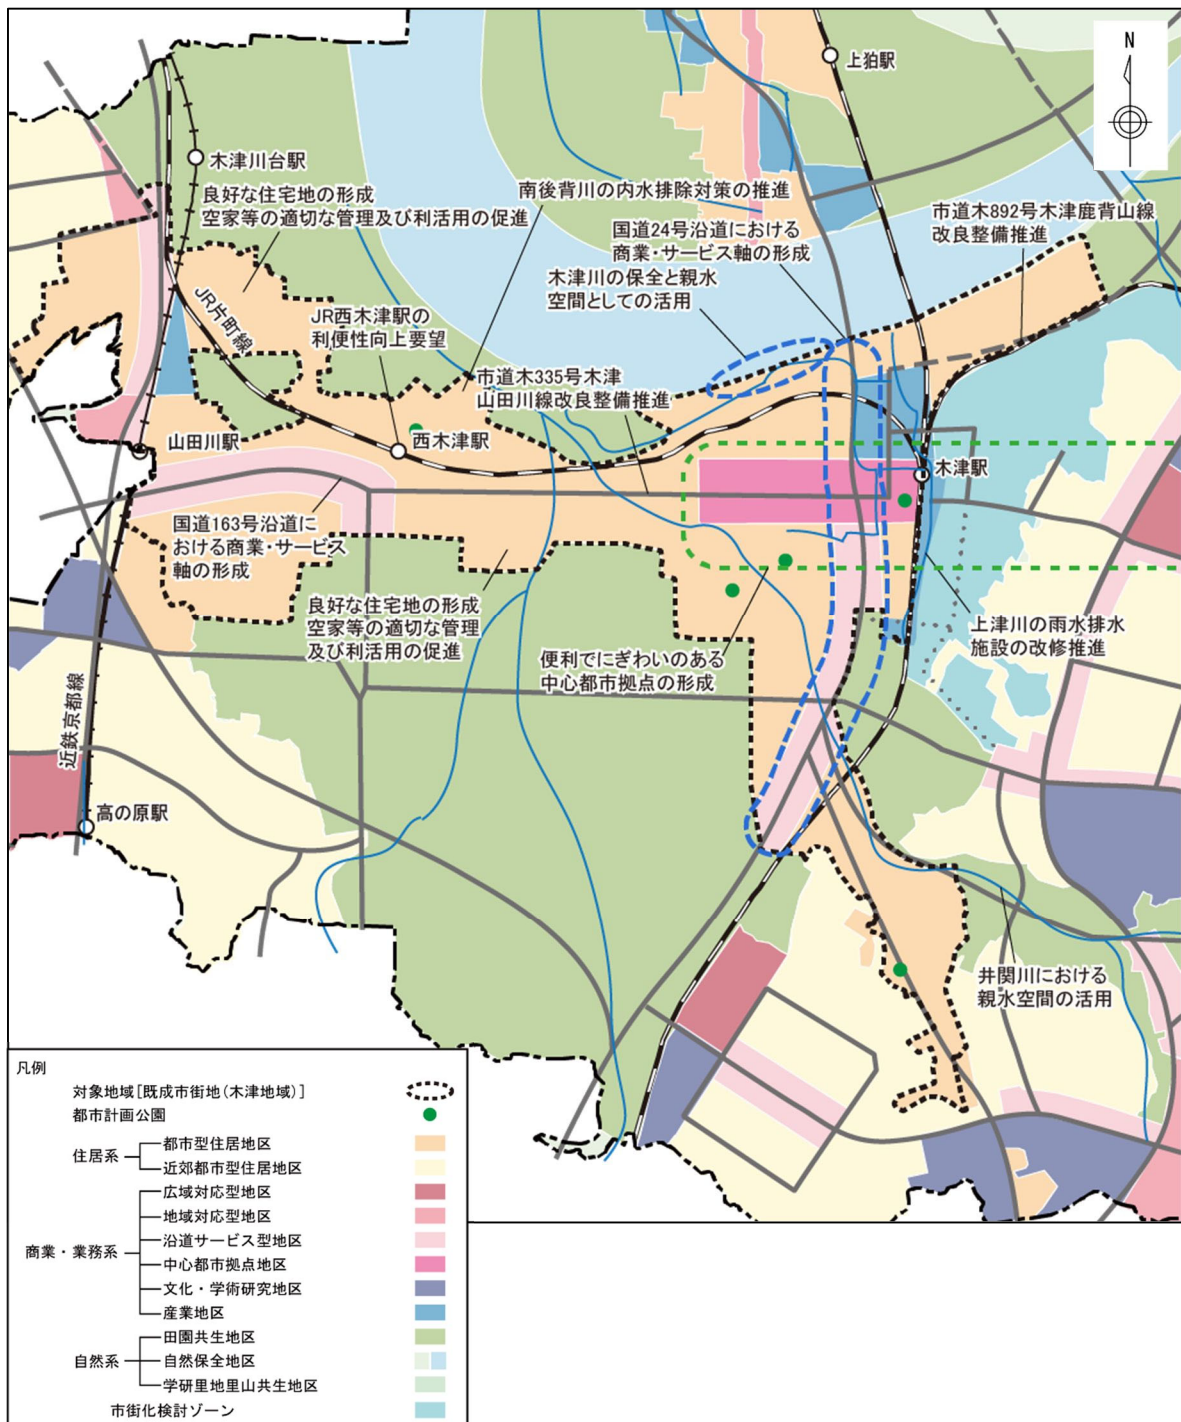 N
上狛駅
木津川台駅
良好な住宅地の形成
空家等の適切な管理及び利活用の促進
南後背川の内水排除対策の推進
国道24号沿道における
商業・サービス軸の形成
市道木892号木津鹿背山線
改良整備推進
木津川の保全と親水
空間としての活用
JR片町線
JR西木津駅の
利便性向上要望
市道木335号木津
山田川線改良整備推進
山田川駅
西木津駅
木津駅
国道163号沿道に
おける商業・サービス
軸の形成
良好な住宅地の形成
空家等の適切な管理
及び利活用の促進
便利でにぎわいのある
中心都市拠点の形成
上津川の雨水排水
施設の改修推進
近鉄京都線
高の原駅
井関川における
親水空間の活用
凡例
対象地域[既成市街地(木津地域)]
都市計画公園
住居系
都市型住居地区
近郊都市型住居地区
商業・業務系
広域対応型地区
地域対応型地区
沿道サービス型地区
中心都市拠点地区
文化・学術研究地区
産業地区
自然系
田園共生地区
自然保全地区
学研里地里山共生地区
市街化検討ゾーン